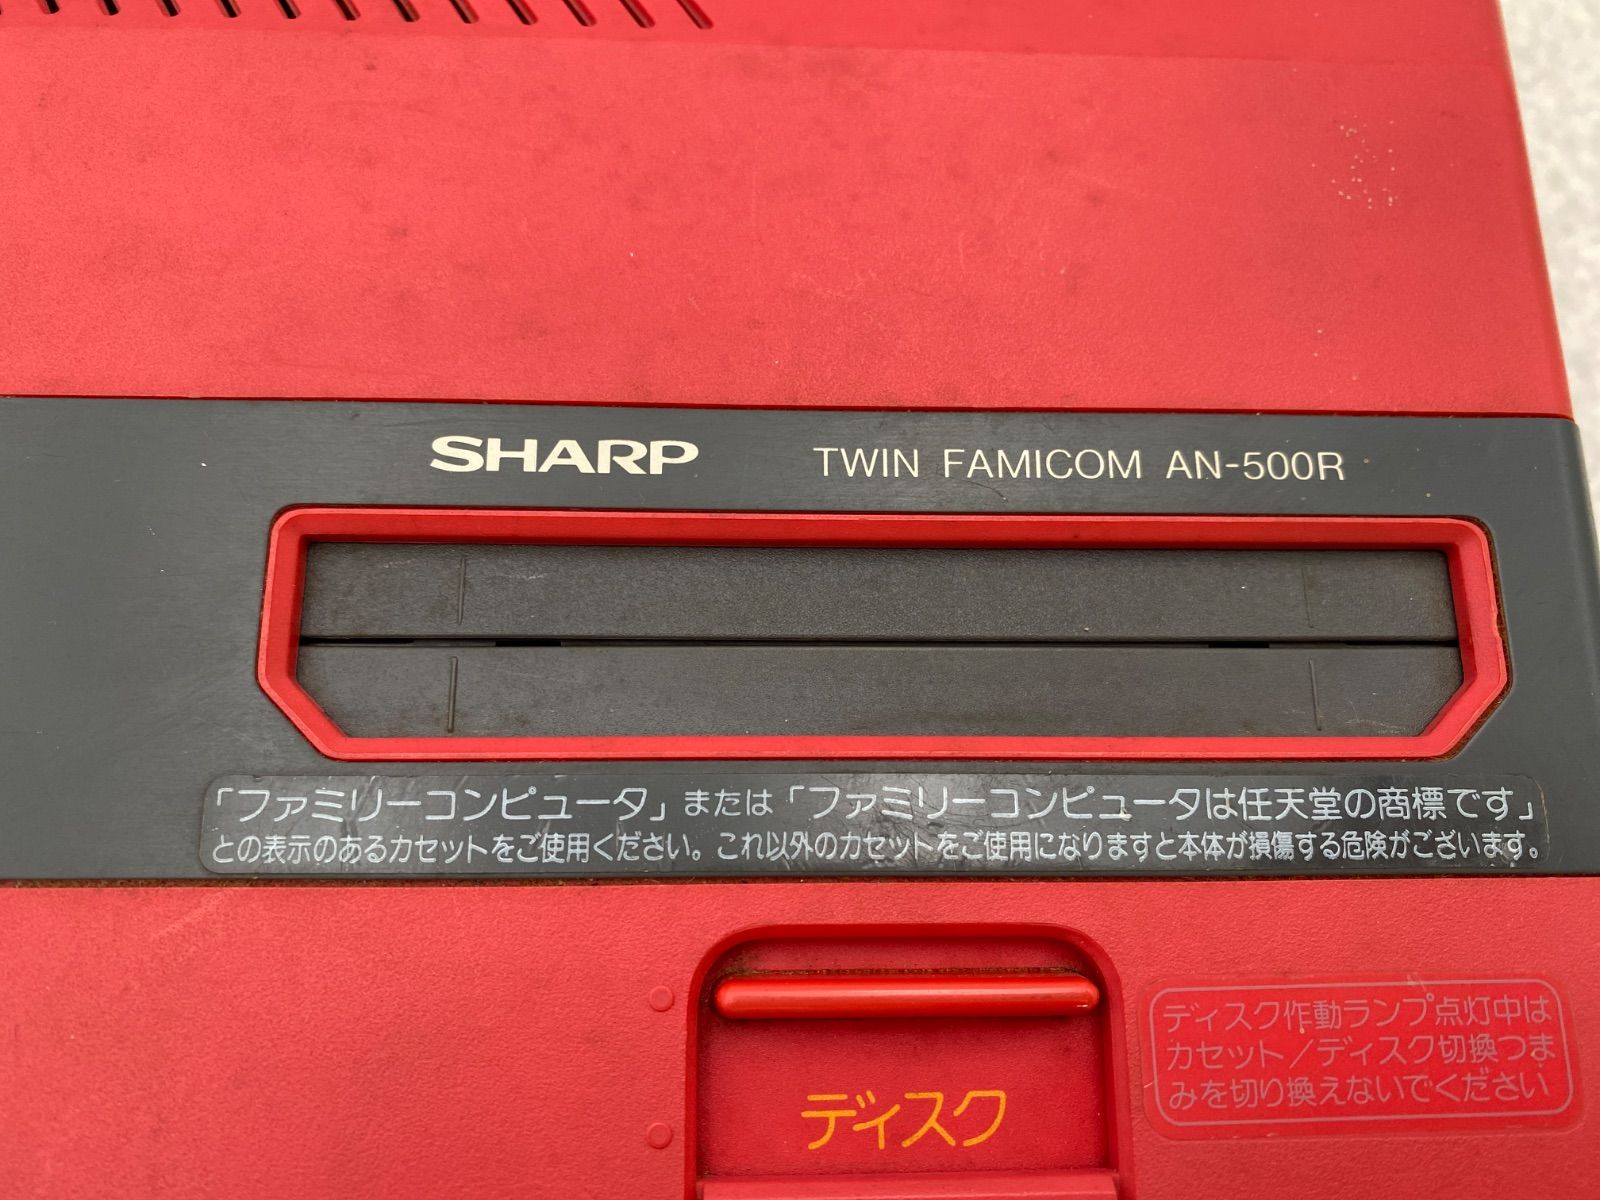 SHARP TWIN FAMICOM AN-500R
「ファミリーコンピュータ」または「ファミリーコンピュータは任天堂の商標です」
との表示のあるカセットをご使用ください。これ以外のカセットをご使用になりますと本体が損傷する危険がございます。
ディスク
ディスク作動ランプ点灯中は
カセット／ディスク切換つま
みを切り換えないでください